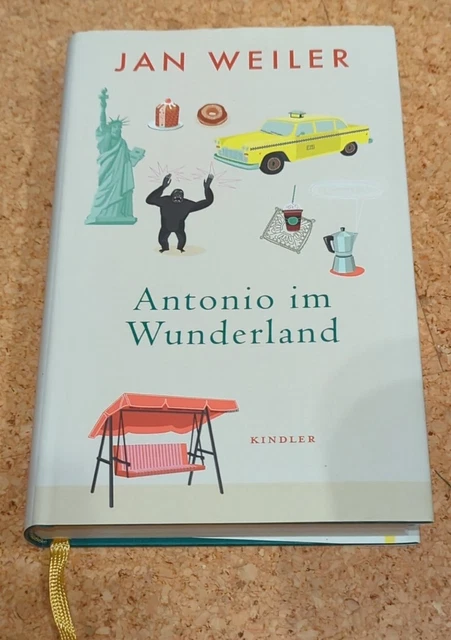 JAN WEILER
Antonio im
Wunderland
KINDLER